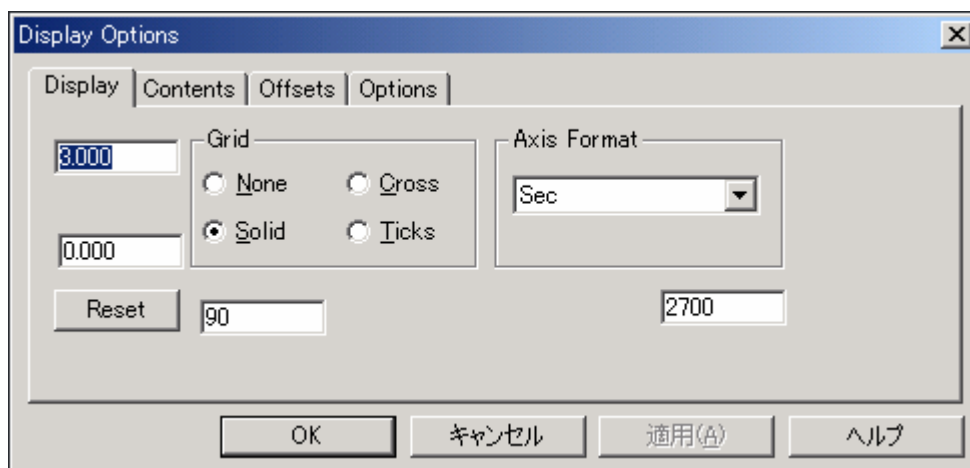 Display Options
Display Contents Offsets Options
3.000
Grid
None Cross
Solid Ticks
Axis Format
Sec
0.000
Reset
90
2700
OK キャンセル 適用(A) ヘルプ